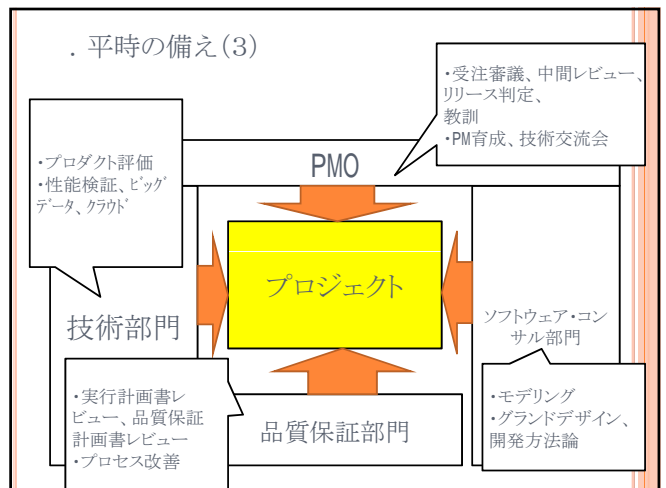 ．平時の備え（3）
・受注審議、中間レビュー、
リリース判定、
教訓
・PM育成、技術交流会
・プロダクト評価
・性能検証、ﾋﾞｯｸﾞ
ﾃﾞｰﾀ、ｸﾗｳﾄﾞ
PMO
プロジェクト
技術部門
ソフトウェア・コン
サル部門
・実行計画書レ
ビュー、品質保証
計画書レビュー
・プロセス改善
品質保証部門
・モデリング
・グランドデザイン、
開発方法論